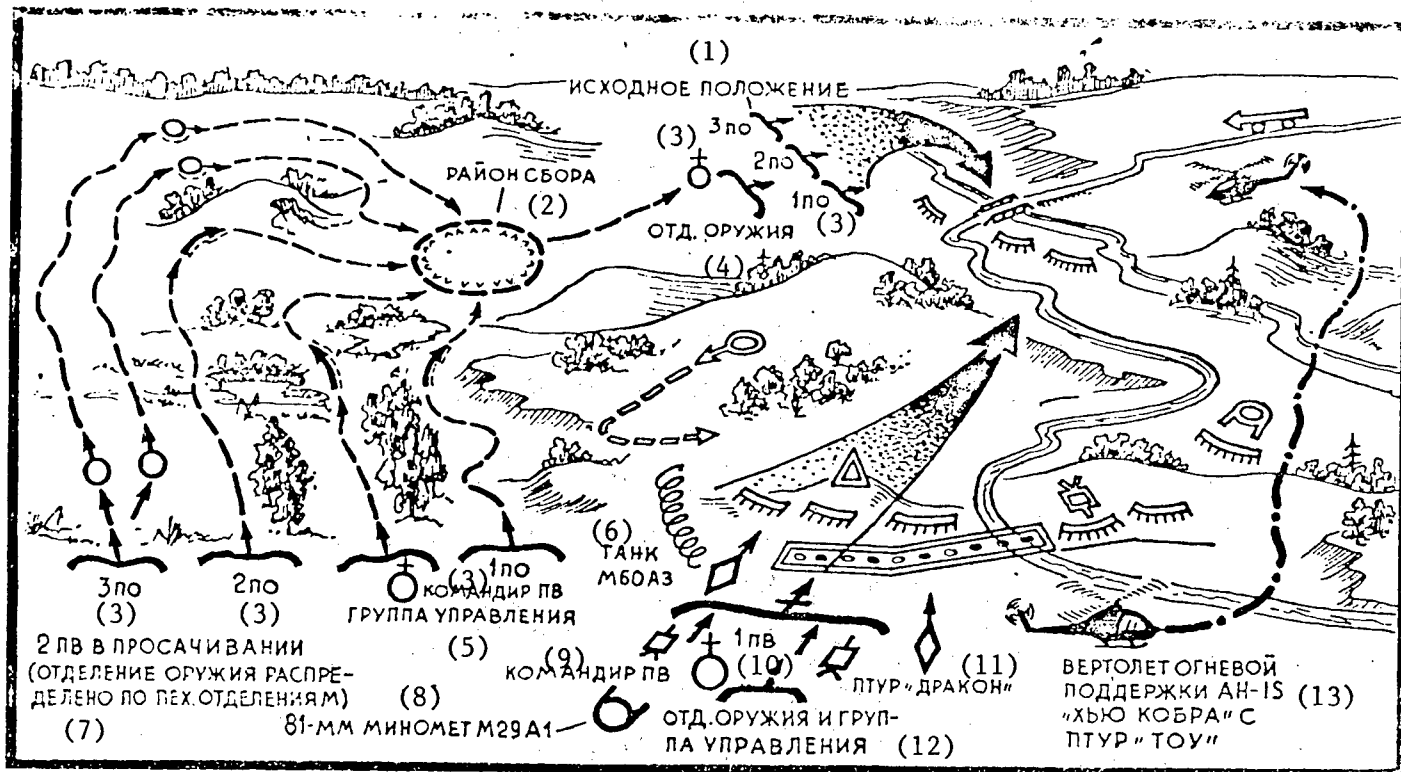 (1)
ИСХОДНОЕ ПОЛОЖЕНИЕ
3по
(3)
2по
РАЙОН СБОРА
(2)
1по
(3)
ОТД. ОРУЖИЯ
(4)
(6)
ТАНК
М60А3
3по
(3)
2по
(3)
(3)
1по
КОМАНДИР ПВ
ГРУППА УПРАВЛЕНИЯ
(5)
2 ПВ В ПРОСАЧИВАНИИ
(ОТДЕЛЕНИЕ ОРУЖИЯ РАСПРЕ-
ДЕЛЕНО ПО ПЕХ. ОТДЕЛЕНИЯМ)
(7)
(8)
81-ММ МИНОМЕТ М29А1
(9)
КОМАНДИР ПВ
1пв
(10)
(11)
ПТУР "ДРАКОН"
ОТД. ОРУЖИЯ И ГРУП-
ПА УПРАВЛЕНИЯ
(12)
ВЕРТОЛЕТ ОГНЕВОЙ
ПОДДЕРЖКИ АН-1S
(13)
"ХЬЮ КОБРА" С
ПТУР "ТОУ"